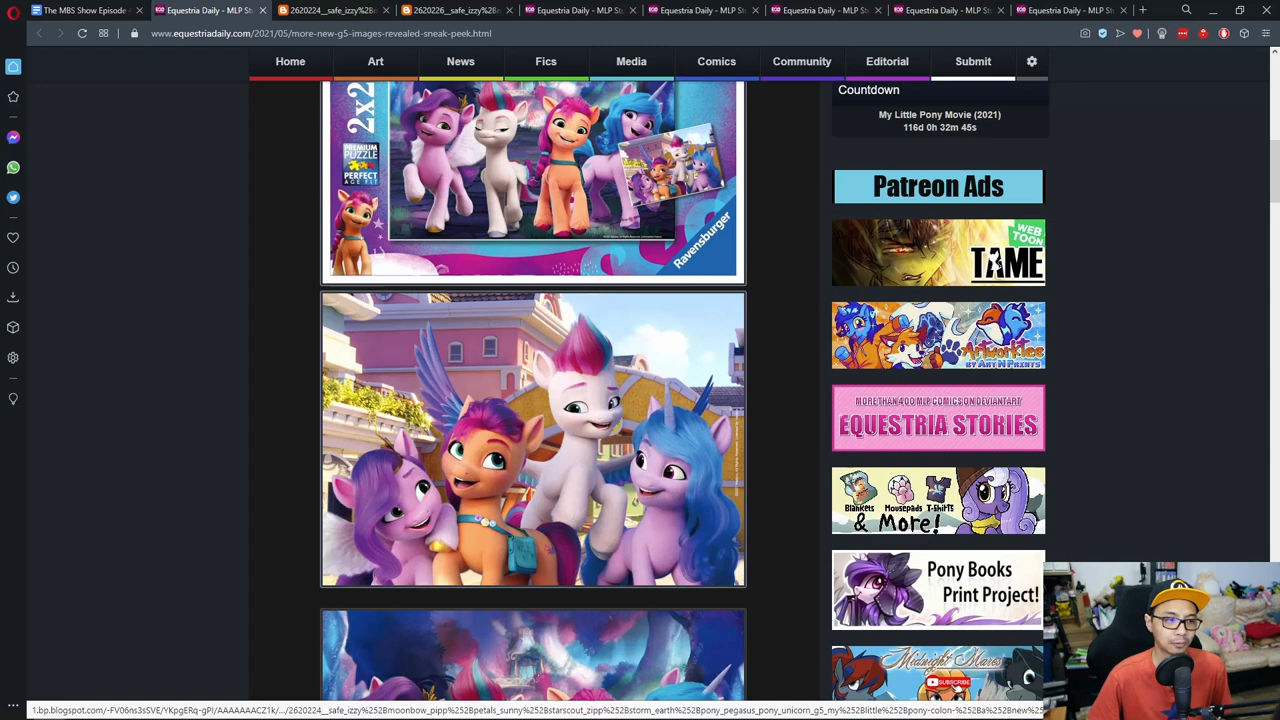 The MBS Show Episode -
Equestria Daily - MLP St
2620224__safe_izzy%2B
2620226__safe_izzy%2B
Equestria Daily - MLP St
Equestria Daily - MLP St
Equestria Daily - MLP St
Equestria Daily - MLP St
Equestria Daily - MLP St
www.equestriadaily.com/2021/05/more-new-g5-images-revealed-sneak-peek.html
Home Art News Fics Media Comics Community Editorial Submit
2x2
PREMIUM
PUZZLE
PERFECT
AGE FIT
Ravensburger
Countdown
My Little Pony Movie (2021)
116d 0h 32m 45s
Patreon Ads
WEB
TOON
TAME
Artworktee
BY ART N PRINTS
MORE THAN 400 MLP COMICS ON DEVIANTART
EQUESTRIA STORIES
Blankets Mousepads T-Shirts
& More!
Pony Books
Print Project!
Midnight Mares
SUBSCRIBE